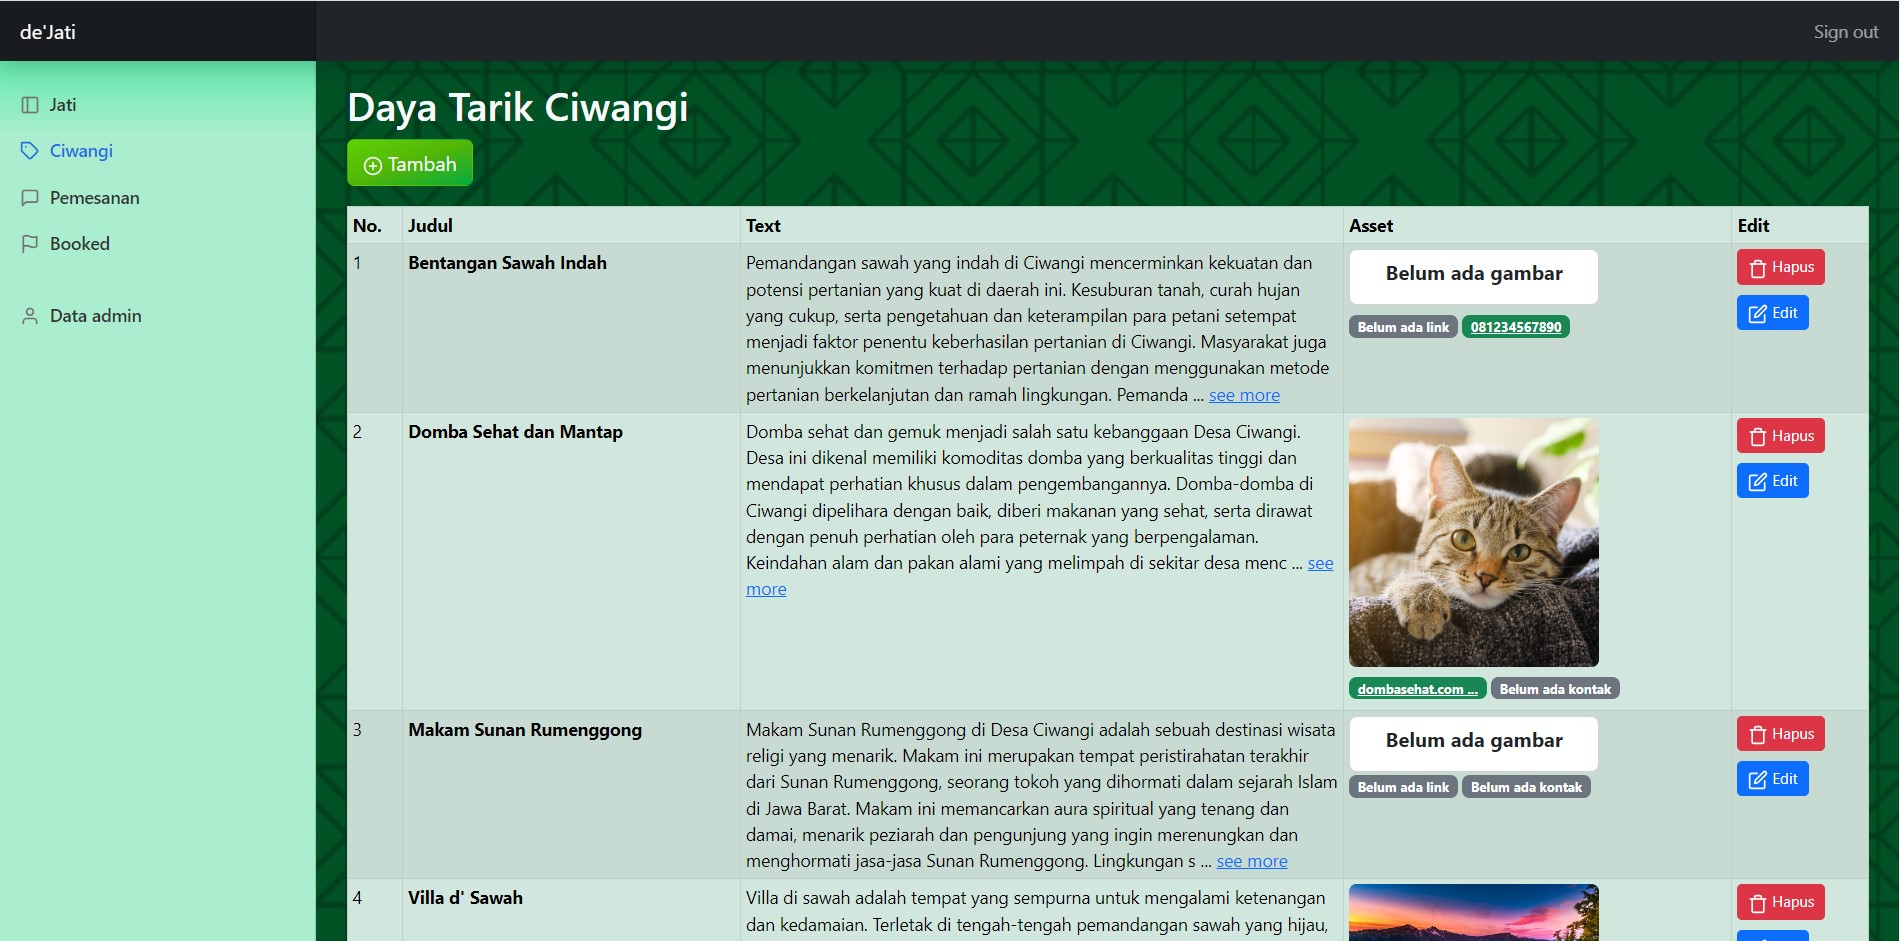 de'Jati
Sign out
Jati
Ciwangi
Pemesanan
Booked
Data admin
Daya Tarik Ciwangi
Tambah
No. Judul Text Asset Edit
1 Bentangan Sawah Indah
Pemandangan sawah yang indah di Ciwangi mencerminkan kekuatan dan
potensi pertanian yang kuat di daerah ini. Kesuburan tanah, curah hujan
yang cukup, serta pengetahuan dan keterampilan para petani setempat
menjadi faktor penentu keberhasilan pertanian di Ciwangi. Masyarakat juga
menunjukkan komitmen terhadap pertanian dengan menggunakan metode
pertanian berkelanjutan dan ramah lingkungan. Pemanda ... see more
Belum ada gambar
Belum ada link 081234567890
Hapus
Edit
2 Domba Sehat dan Mantap
Domba sehat dan gemuk menjadi salah satu kebanggaan Desa Ciwangi.
Desa ini dikenal memiliki komoditas domba yang berkualitas tinggi dan
mendapat perhatian khusus dalam pengembangannya. Domba-domba di
Ciwangi dipelihara dengan baik, diberi makanan yang sehat, serta dirawat
dengan penuh perhatian oleh para peternak yang berpengalaman.
Keindahan alam dan pakan alami yang melimpah di sekitar desa menc ... see
more
dombasehat.com ... Belum ada kontak
Hapus
Edit
3 Makam Sunan Rumenggong
Makam Sunan Rumenggong di Desa Ciwangi adalah sebuah destinasi wisata
religi yang menarik. Makam ini merupakan tempat peristirahatan terakhir
dari Sunan Rumenggong, seorang tokoh yang dihormati dalam sejarah Islam
di Jawa Barat. Makam ini memancarkan aura spiritual yang tenang dan
damai, menarik peziarah dan pengunjung yang ingin merenungkan dan
menghormati jasa-jasa Sunan Rumenggong. Lingkungan s ... see more
Belum ada gambar
Belum ada link Belum ada kontak
Hapus
Edit
4 Villa d' Sawah
Villa di sawah adalah tempat yang sempurna untuk mengalami ketenangan
dan kedamaian. Terletak di tengah-tengah pemandangan sawah yang hijau,
Hapus